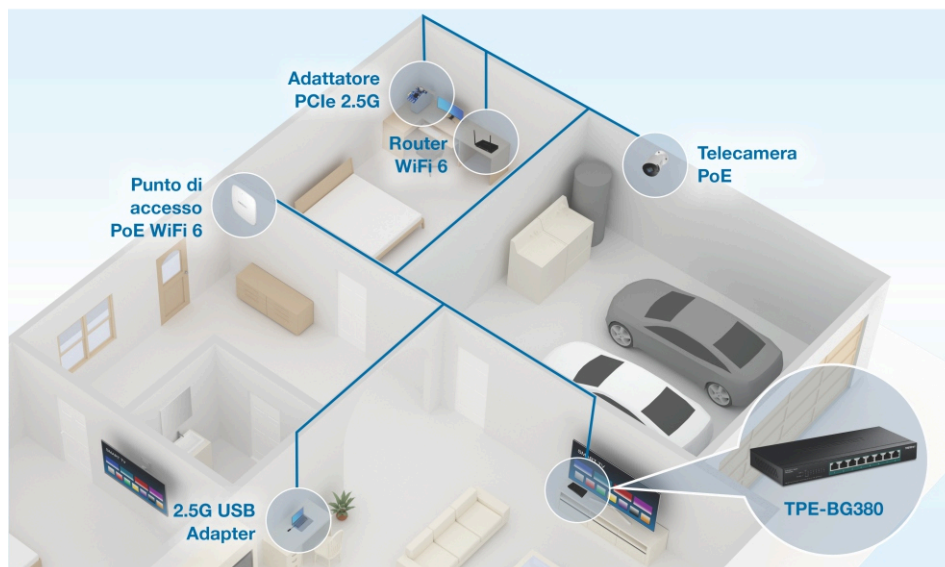 Adattatore
PCIe 2.5G
Router
WiFi 6
Telecamera
PoE
Punto di
accesso
PoE WiFi 6
2.5G USB
Adapter
TPE-BG380